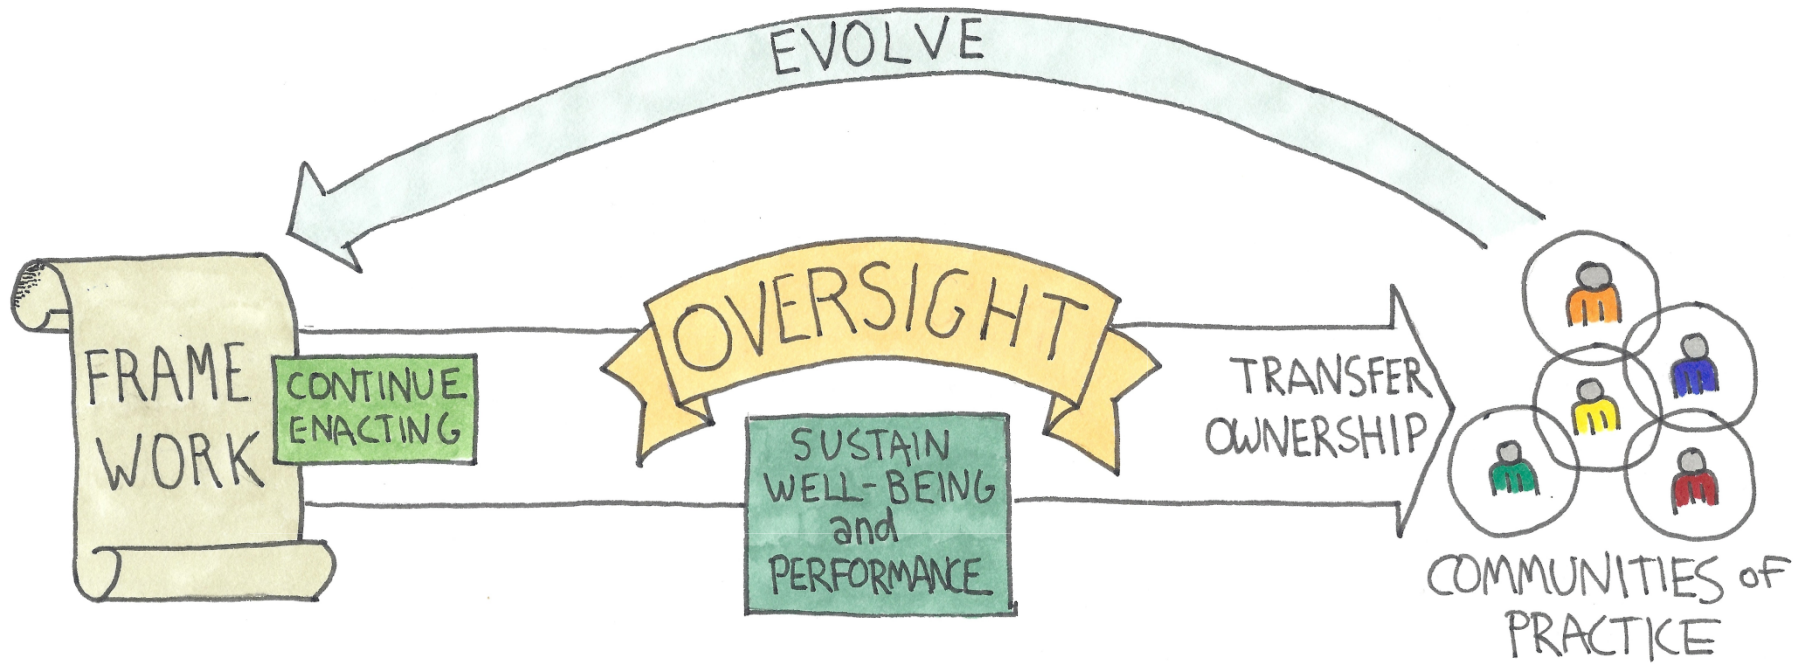 EVOLVE
FRAME
WORK
CONTINUE
ENACTING
OVERSIGHT
SUSTAIN
WELL-BEING
and
PERFORMANCE
TRANSFER
OWNERSHIP
COMMUNITIES of
PRACTICE